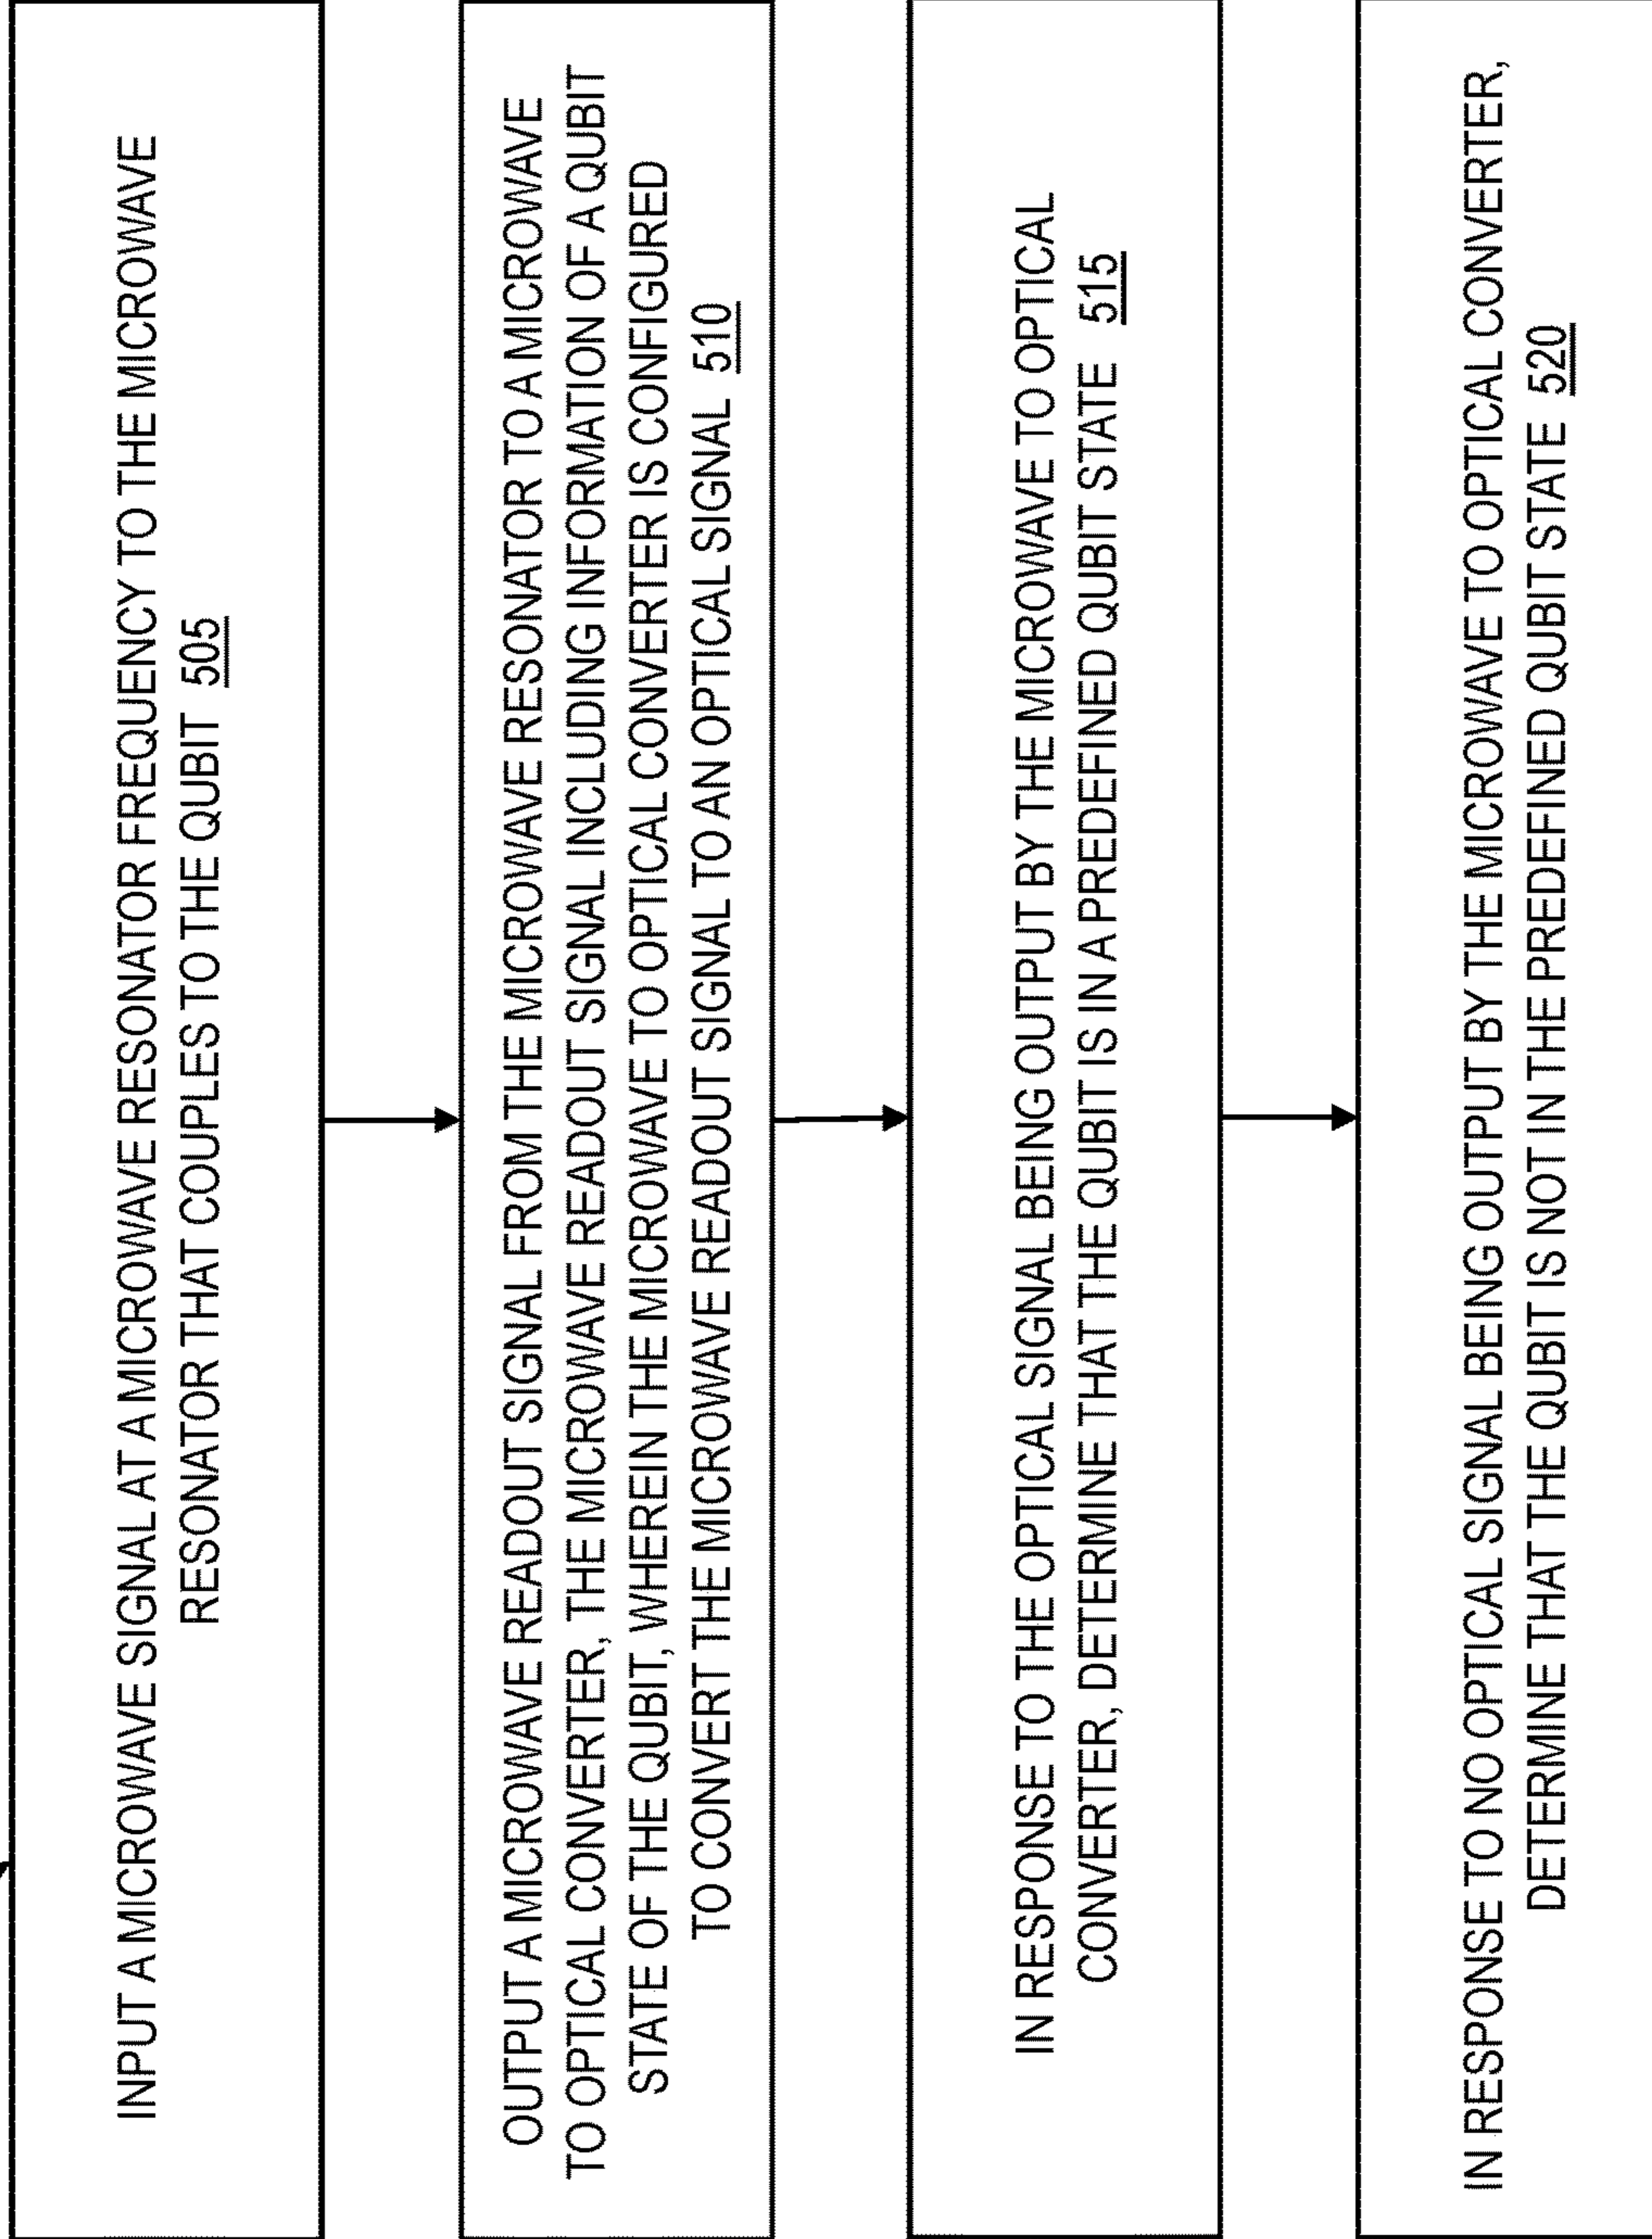 INPUT A MICROWAVE SIGNAL AT A MICROWAVE RESONATOR FREQUENCY TO THE MICROWAVE
RESONATOR THAT COUPLES TO THE QUBIT 505
OUTPUT A MICROWAVE READOUT SIGNAL FROM THE MICROWAVE RESONATOR TO A MICROWAVE
TO OPTICAL CONVERTER, THE MICROWAVE READOUT SIGNAL INCLUDING INFORMATION OF A QUBIT
STATE OF THE QUBIT, WHEREIN THE MICROWAVE TO OPTICAL CONVERTER IS CONFIGURED
TO CONVERT THE MICROWAVE READOUT SIGNAL TO AN OPTICAL SIGNAL 510
IN RESPONSE TO THE OPTICAL SIGNAL BEING OUTPUT BY THE MICROWAVE TO OPTICAL
CONVERTER, DETERMINE THAT THE QUBIT IS IN A PREDEFINED QUBIT STATE 515
IN RESPONSE TO NO OPTICAL SIGNAL BEING OUTPUT BY THE MICROWAVE TO OPTICAL CONVERTER,
DETERMINE THAT THE QUBIT IS NOT IN THE PREDEFINED QUBIT STATE 520